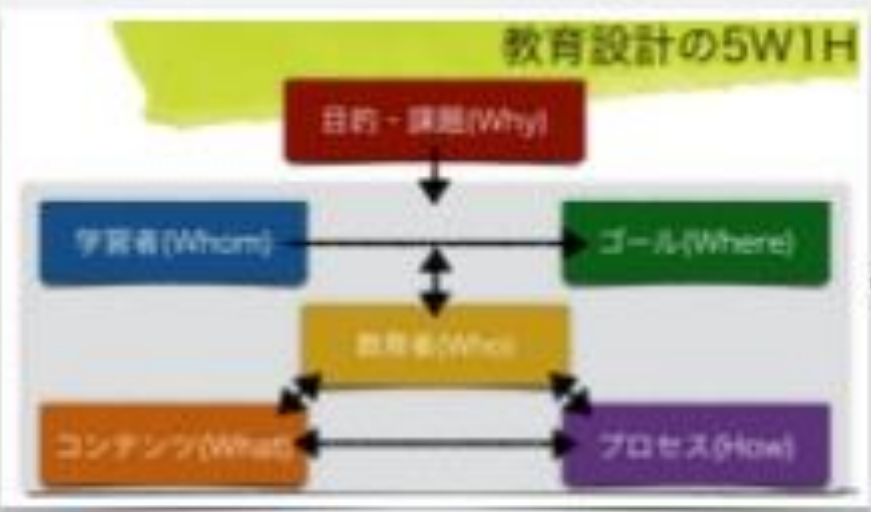 教育設計の5W1H
目的・課題(Why)
学習者(Whom)
ゴール(Where)
教育者(Who)
コンテンツ(What)
プロセス(How)